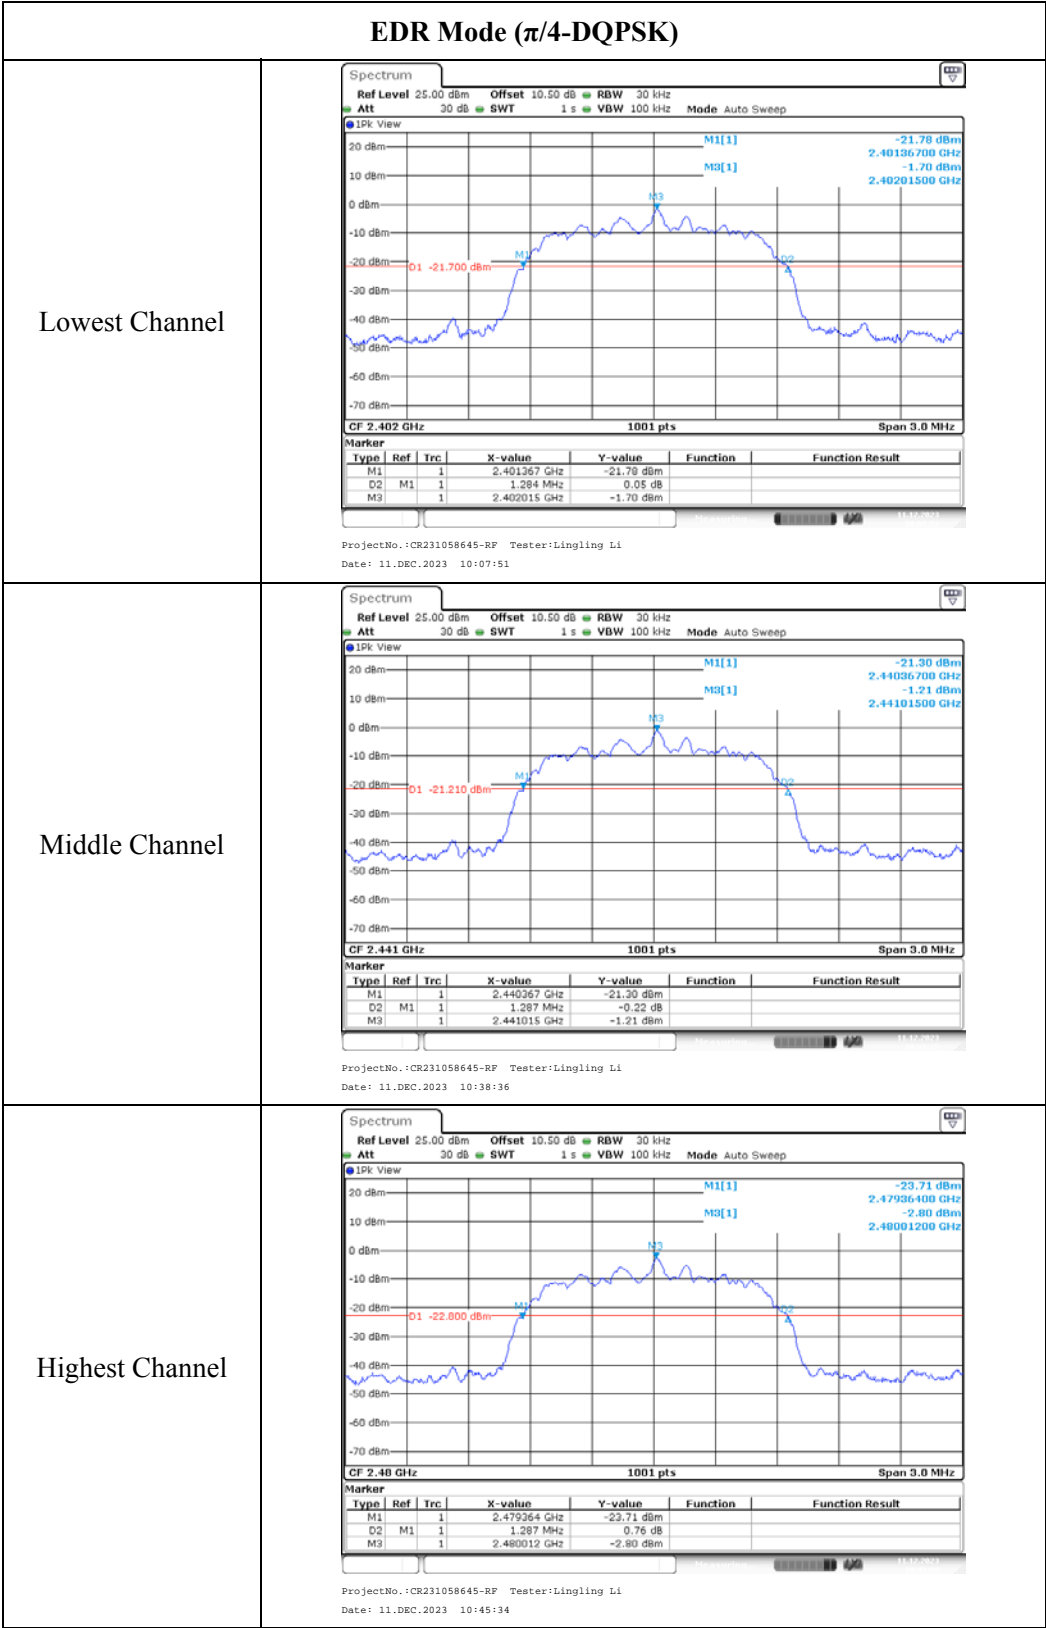 EDR Mode (π/4-DQPSK)
Lowest Channel
Spectrum
Ref Level 25.00 dBm Offset 10.50 dB RBW 30 kHz
Att 30 dB SWT 1 s VBW 100 kHz Mode Auto Sweep
1Pk View
M1[1] -21.78 dBm
2.40136700 GHz
M3[1] -1.70 dBm
2.40201500 GHz
20 dBm
10 dBm
0 dBm
-10 dBm
-20 dBm
-30 dBm
-40 dBm
-50 dBm
-60 dBm
-70 dBm
M3
M1
D2
D1 -21.700 dBm
CF 2.402 GHz 1001 pts Span 3.0 MHz
Marker
Type Ref Trc X-value Y-value Function Function Result
M1 1 2.401367 GHz -21.78 dBm
D2 M1 1 1.284 MHz 0.05 dB
M3 1 2.402015 GHz -1.70 dBm
ProjectNo.:CR231058645-RF Tester:Lingling Li
Date: 11.DEC.2023 10:07:51
Middle Channel
Spectrum
Ref Level 25.00 dBm Offset 10.50 dB RBW 30 kHz
Att 30 dB SWT 1 s VBW 100 kHz Mode Auto Sweep
1Pk View
M1[1] -21.30 dBm
2.44036700 GHz
M3[1] -1.21 dBm
2.44101500 GHz
20 dBm
10 dBm
0 dBm
-10 dBm
-20 dBm
-30 dBm
-40 dBm
-50 dBm
-60 dBm
-70 dBm
M3
M1
D2
D1 -21.210 dBm
CF 2.441 GHz 1001 pts Span 3.0 MHz
Marker
Type Ref Trc X-value Y-value Function Function Result
M1 1 2.440367 GHz -21.30 dBm
D2 M1 1 1.287 MHz -0.22 dB
M3 1 2.441015 GHz -1.21 dBm
ProjectNo.:CR231058645-RF Tester:Lingling Li
Date: 11.DEC.2023 10:38:36
Highest Channel
Spectrum
Ref Level 25.00 dBm Offset 10.50 dB RBW 30 kHz
Att 30 dB SWT 1 s VBW 100 kHz Mode Auto Sweep
1Pk View
M1[1] -23.71 dBm
2.47936400 GHz
M3[1] -2.80 dBm
2.48001200 GHz
20 dBm
10 dBm
0 dBm
-10 dBm
-20 dBm
-30 dBm
-40 dBm
-50 dBm
-60 dBm
-70 dBm
M3
M1
D2
D1 -22.800 dBm
CF 2.48 GHz 1001 pts Span 3.0 MHz
Marker
Type Ref Trc X-value Y-value Function Function Result
M1 1 2.479364 GHz -23.71 dBm
D2 M1 1 1.287 MHz 0.76 dB
M3 1 2.480012 GHz -2.80 dBm
ProjectNo.:CR231058645-RF Tester:Lingling Li
Date: 11.DEC.2023 10:45:34